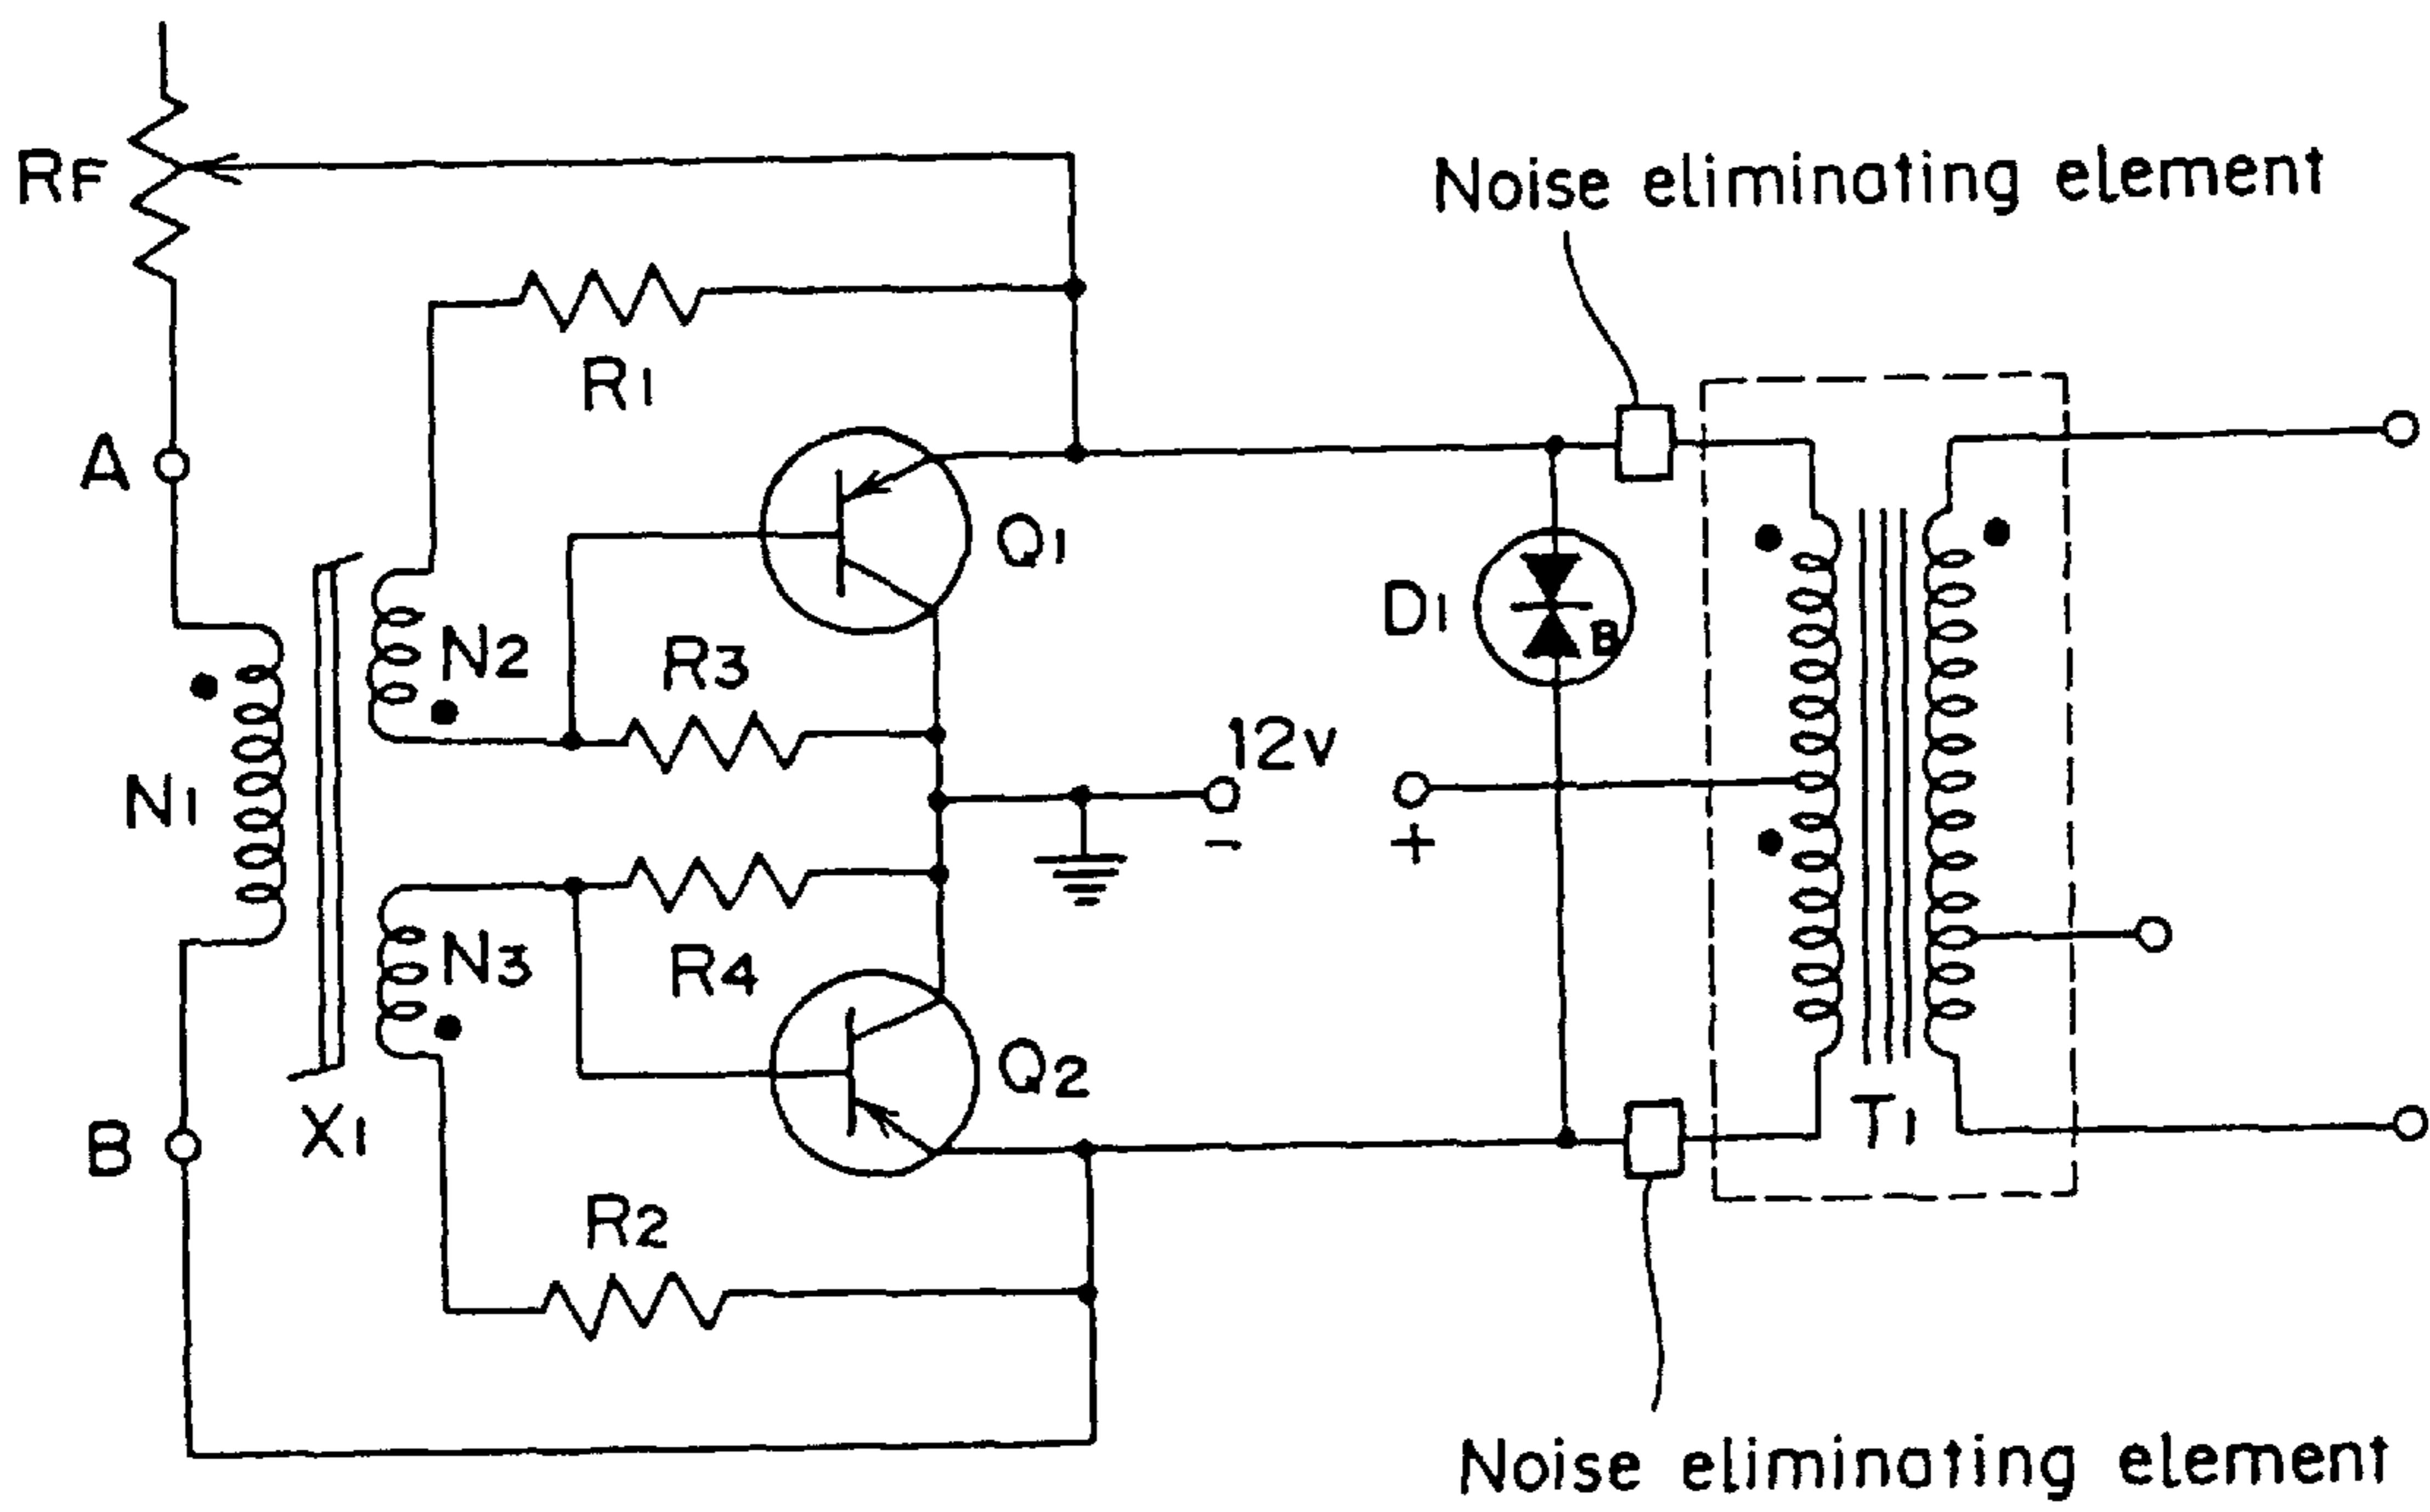 RF
Noise eliminating element
R1
A
Q1
D1
B
N2
R3
12v
N1
+
-
N3
R4
Q2
X1
T1
B
R2
Noise eliminating element